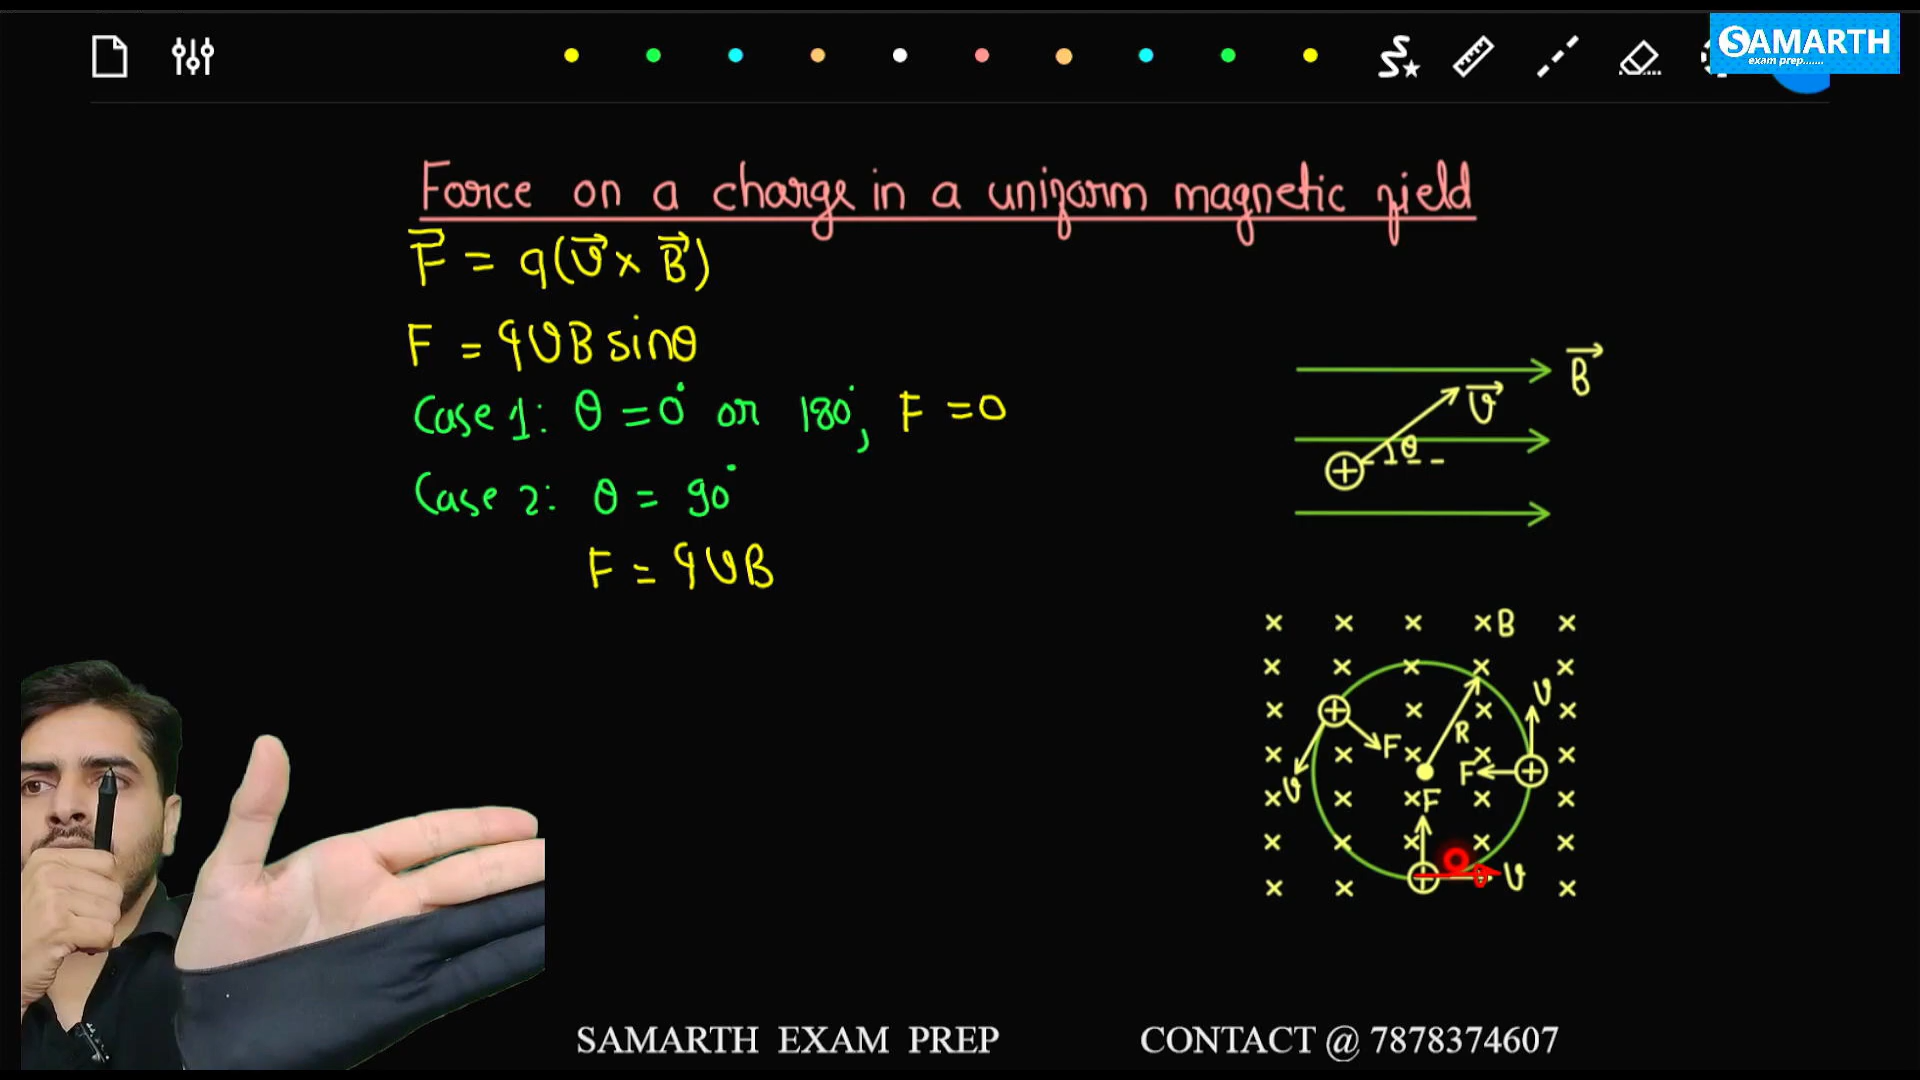 SAMARTH
exam prep.......
Force on a charge in a uniform magnetic field
F⃗ = q(v⃗ × B⃗)
F = qvB sinθ
Case 1: θ = 0° or 180°, F = 0
Case 2: θ = 90°
F = qvB
B⃗
v⃗
θ
B
v
R
F
F
v
F
v
SAMARTH EXAM PREP CONTACT @ 7878374607